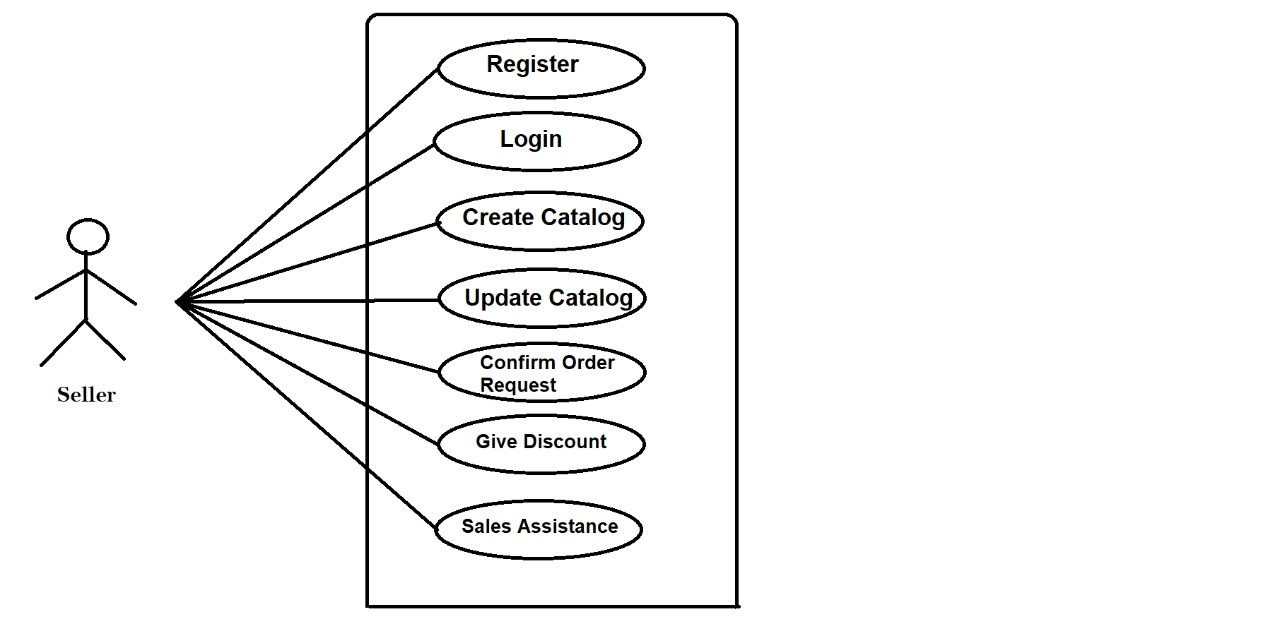 Register
Login
Create Catalog
Update Catalog
Confirm Order
Request
Give Discount
Sales Assistance
Seller